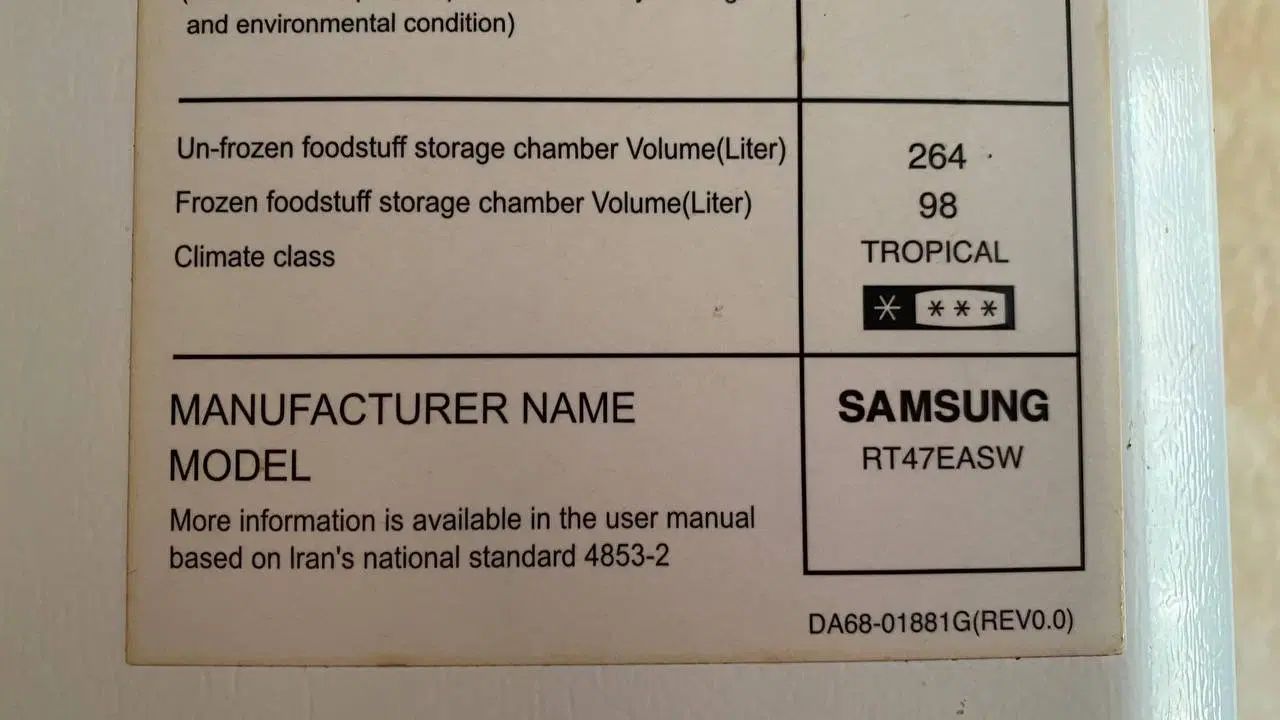 and environmental condition)
Un-frozen foodstuff storage chamber Volume(Liter) 264
Frozen foodstuff storage chamber Volume(Liter) 98
Climate class TROPICAL
* ***
MANUFACTURER NAME SAMSUNG
MODEL RT47EASW
More information is available in the user manual
based on Iran's national standard 4853-2
DA68-01881G(REV0.0)